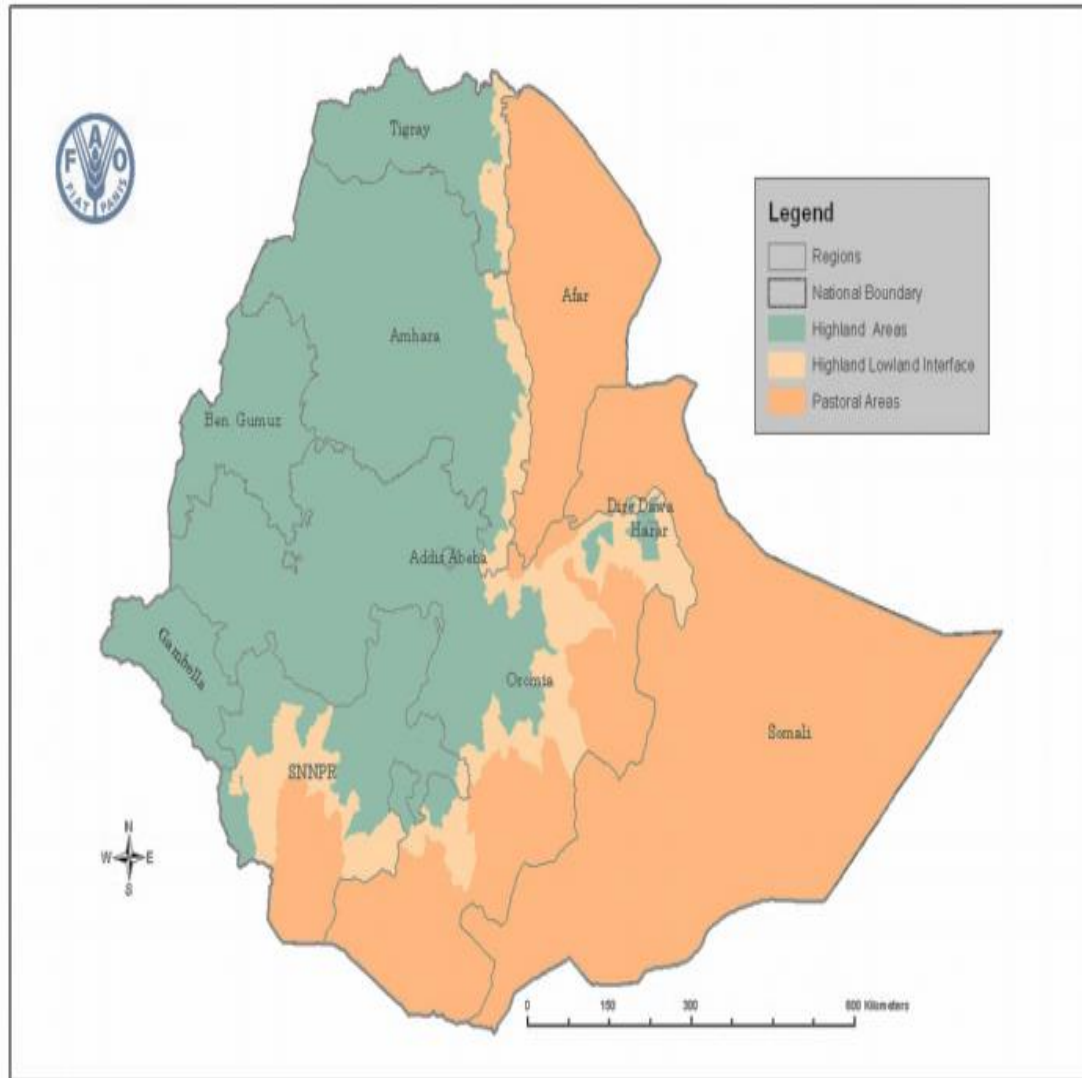 Tigray
F A O
FIAT PANIS
Legend
Regions
National Boundary
Highland Areas
Highland Lowland Interface
Pastoral Areas
Afar
Amhara
Ben Gumuz
Dire Dawa
Harar
Addis Abeba
Gambella
Oromia
Somali
SNNPR
N
W E
S
0 150 300 600 Kilometers